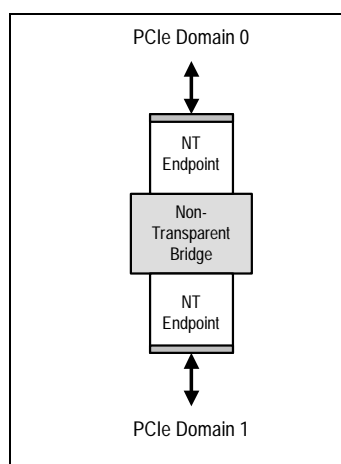 PCIe Domain 0
NT
Endpoint
Non-
Transparent
Bridge
NT
Endpoint
PCIe Domain 1